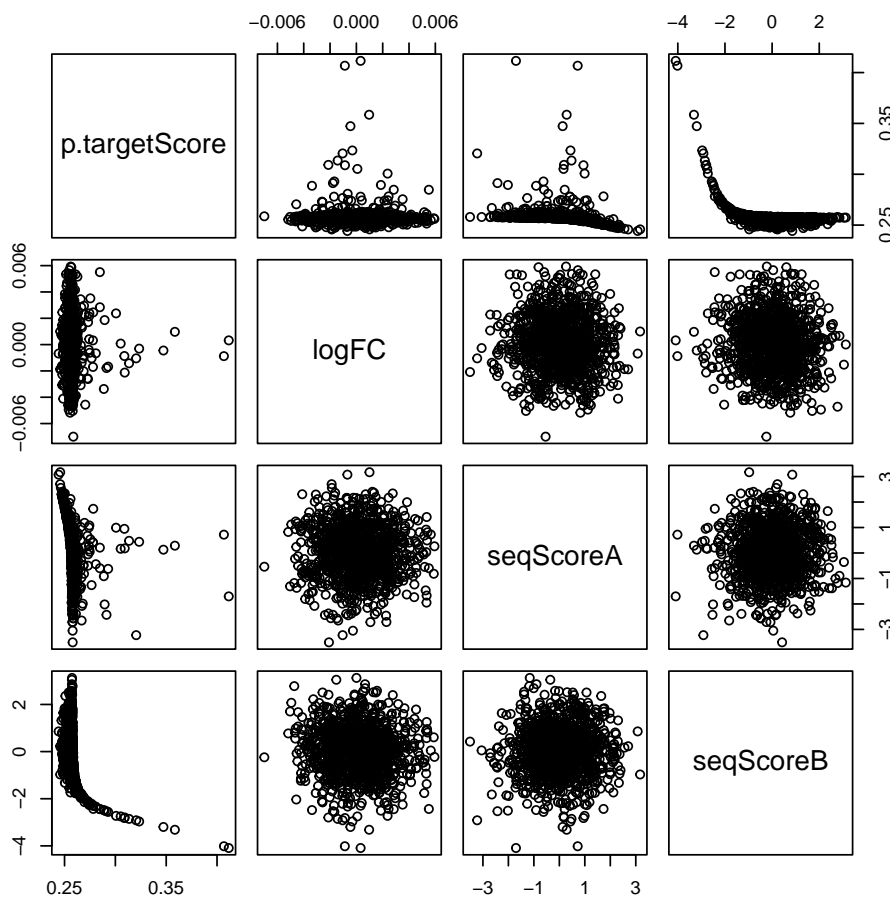 −0.006 0.000 0.006 −4 −2 0 2
p.targetScore 0.25 0.35
−0.006 0.000 0.006 logFC
seqScoreA −3 −1 1 3
−4 −2 0 2 seqScoreB
0.25 0.35 −3 −1 1 3